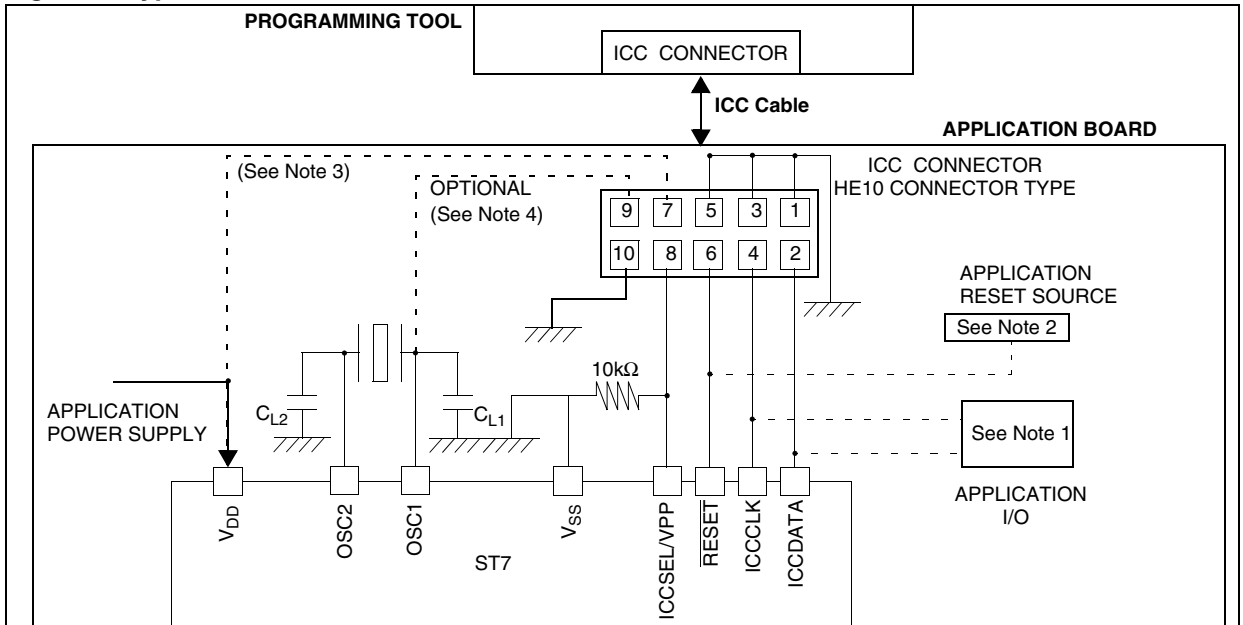 PROGRAMMING TOOL
ICC CONNECTOR
ICC Cable
APPLICATION BOARD
(See Note 3)
OPTIONAL
(See Note 4)
ICC CONNECTOR
HE10 CONNECTOR TYPE
9 7 5 3 1
10 8 6 4 2
APPLICATION
RESET SOURCE
See Note 2
10kΩ
APPLICATION
POWER SUPPLY
CL2
CL1
See Note 1
APPLICATION
I/O
VDD
OSC2
OSC1
VSS
ICCSEL/VPP
RESET
ICCCLK
ICCDATA
ST7